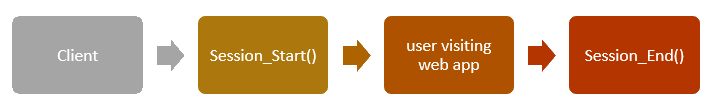 Client
Session_Start()
user visiting
web app
Session_End()